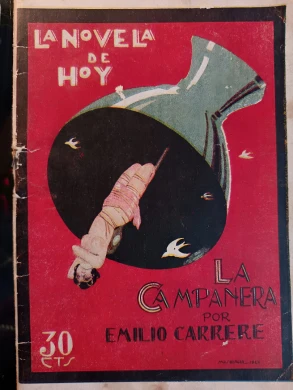 LA NOVELA
DE
HOY
LA
CAMPANERA
POR
EMILIO CARRERE
30
CTS